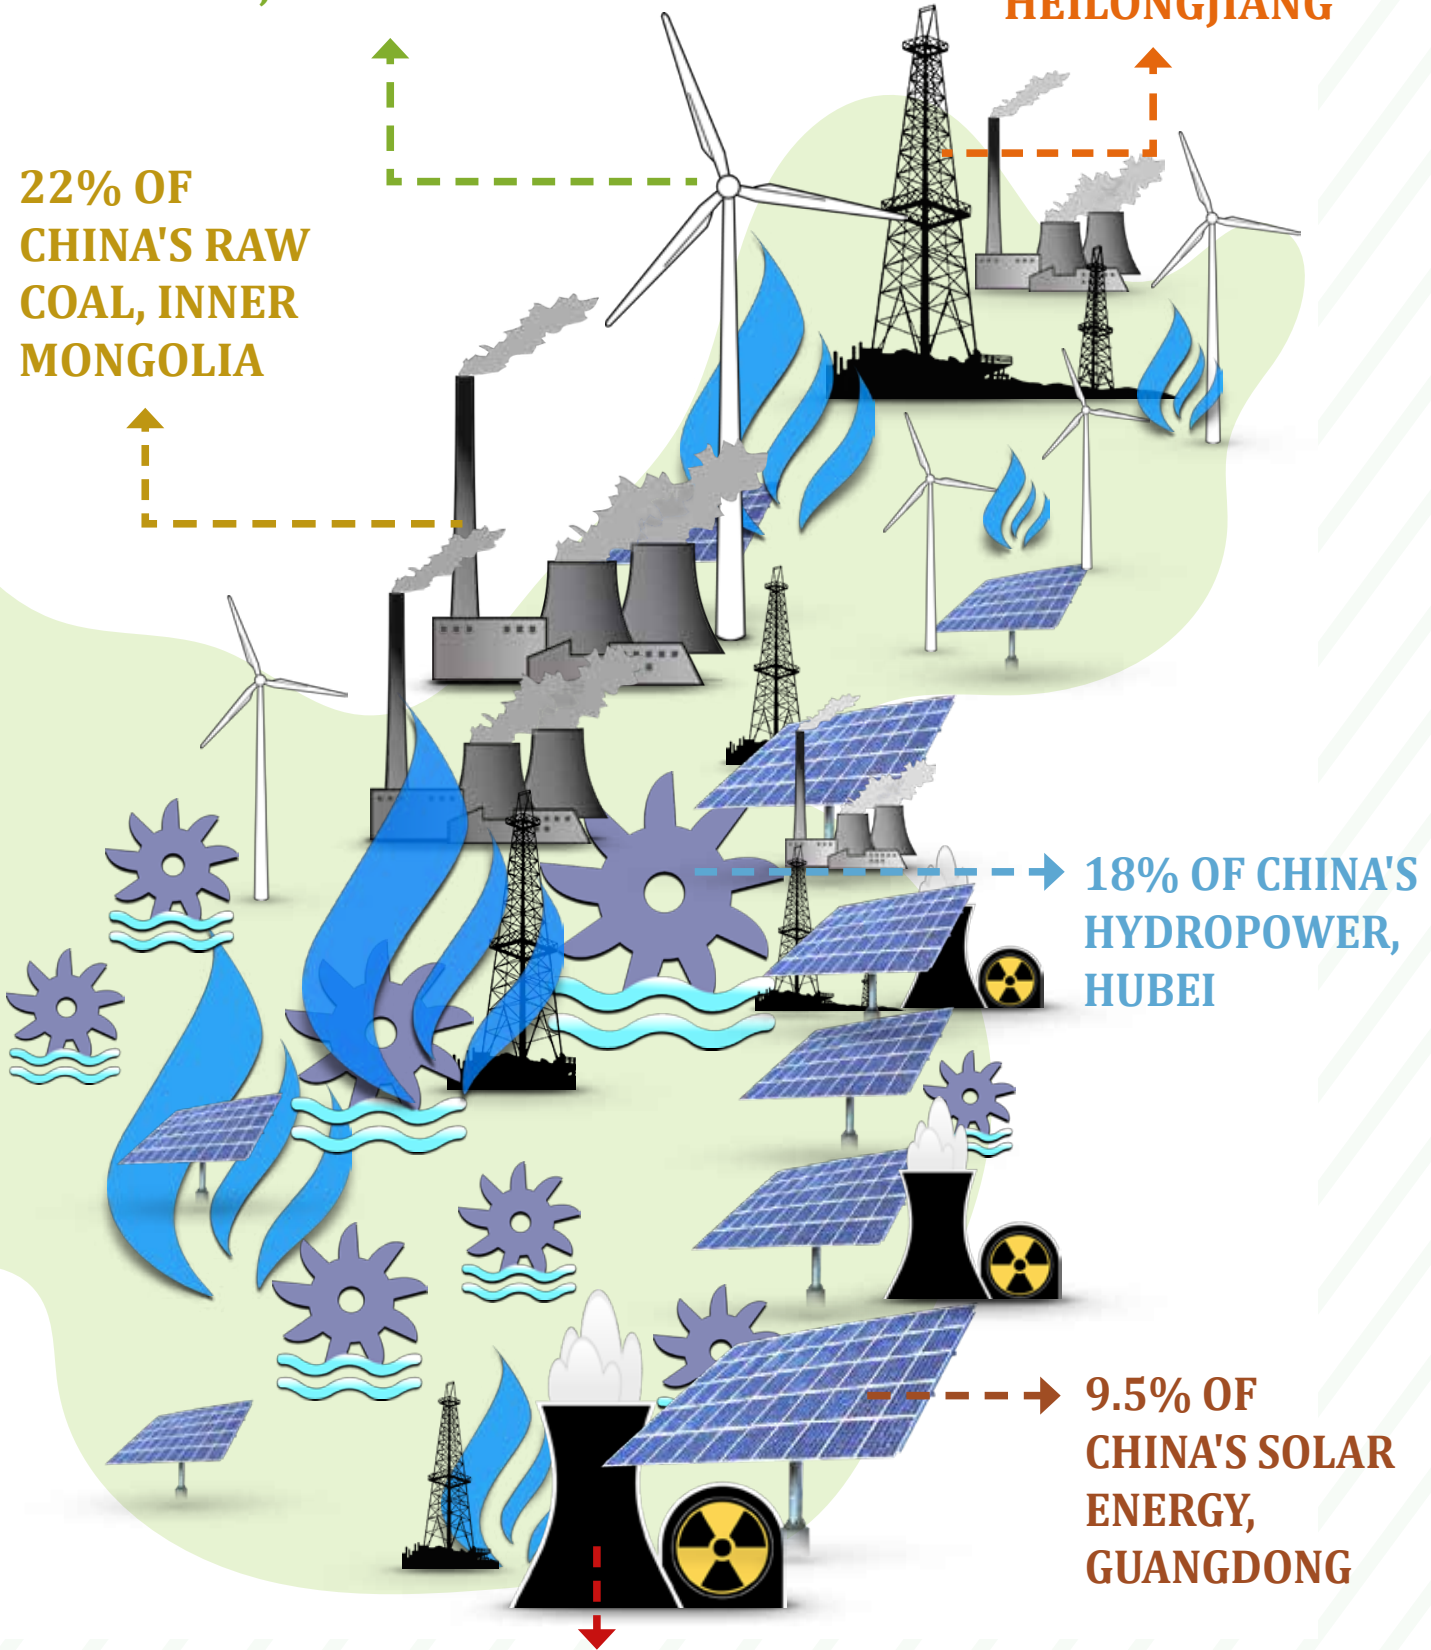 HEILONGJIANG
22% OF
CHINA'S RAW
COAL, INNER
MONGOLIA
18% OF CHINA'S
HYDROPOWER,
HUBEI
9.5% OF
CHINA'S SOLAR
ENERGY,
GUANGDONG